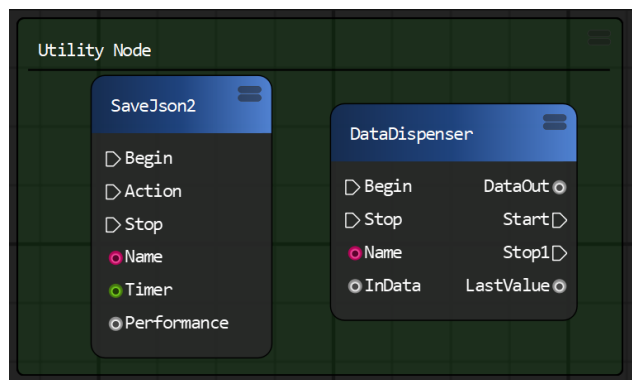 Utility Node
SaveJson2
Begin
Action
Stop
Name
Timer
Performance
DataDispenser
Begin DataOut
Stop Start
Name Stop1
InData LastValue